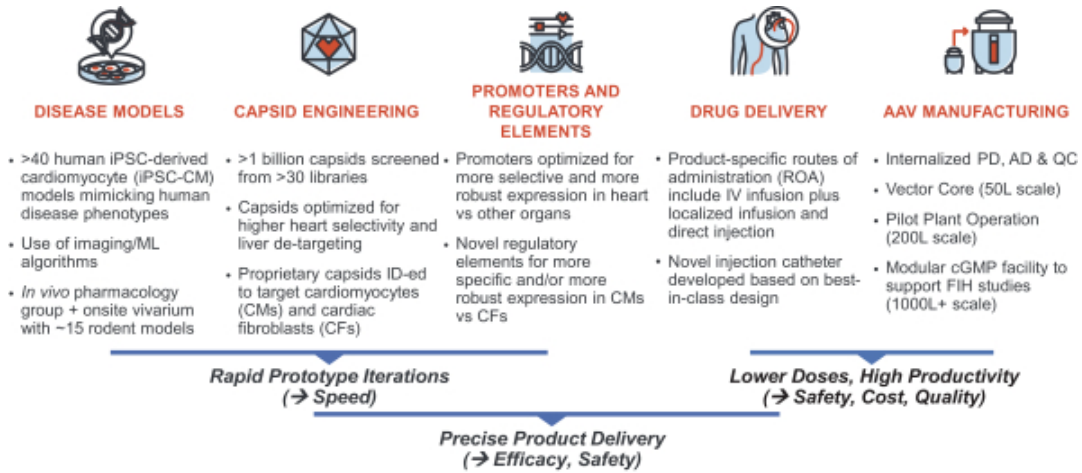 DISEASE MODELS
• >40 human iPSC-derived
cardiomyocyte (iPSC-CM)
models mimicking human
disease phenotypes
• Use of imaging/ML
algorithms
• In vivo pharmacology
group + onsite vivarium
with ~15 rodent models
CAPSID ENGINEERING
• >1 billion capsids screened
from >30 libraries
• Capsids optimized for
higher heart selectivity and
liver de-targeting
• Proprietary capsids ID-ed
to target cardiomyocytes
(CMs) and cardiac
fibroblasts (CFs)
PROMOTERS AND
REGULATORY
ELEMENTS
• Promoters optimized for
more selective and more
robust expression in heart
vs other organs
• Novel regulatory
elements for more
specific and/or more
robust expression in CMs
vs CFs
DRUG DELIVERY
• Product-specific routes of
administration (ROA)
include IV infusion plus
localized infusion and
direct injection
• Novel injection catheter
developed based on best-
in-class design
AAV MANUFACTURING
• Internalized PD, AD & QC
• Vector Core (50L scale)
• Pilot Plant Operation
(200L scale)
• Modular cGMP facility to
support FIH studies
(1000L+ scale)
Rapid Prototype Iterations
(→ Speed)
Lower Doses, High Productivity
(→ Safety, Cost, Quality)
Precise Product Delivery
(→ Efficacy, Safety)